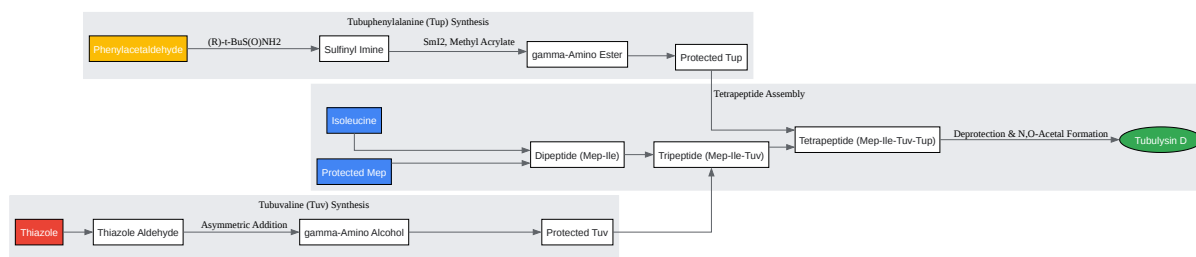 Tubuphenylalanine (Tup) Synthesis
Phenylacetaldehyde
(R)-t-BuS(O)NH2
Sulfinyl Imine
SmI2, Methyl Acrylate
gamma-Amino Ester
Protected Tup
Tetrapeptide Assembly
Isoleucine
Protected Mep
Dipeptide (Mep-Ile)
Tripeptide (Mep-Ile-Tuv)
Tetrapeptide (Mep-Ile-Tuv-Tup)
Deprotection & N,O-Acetal Formation
Tubulysin D
Tubuvaline (Tuv) Synthesis
Thiazole
Thiazole Aldehyde
Asymmetric Addition
gamma-Amino Alcohol
Protected Tuv